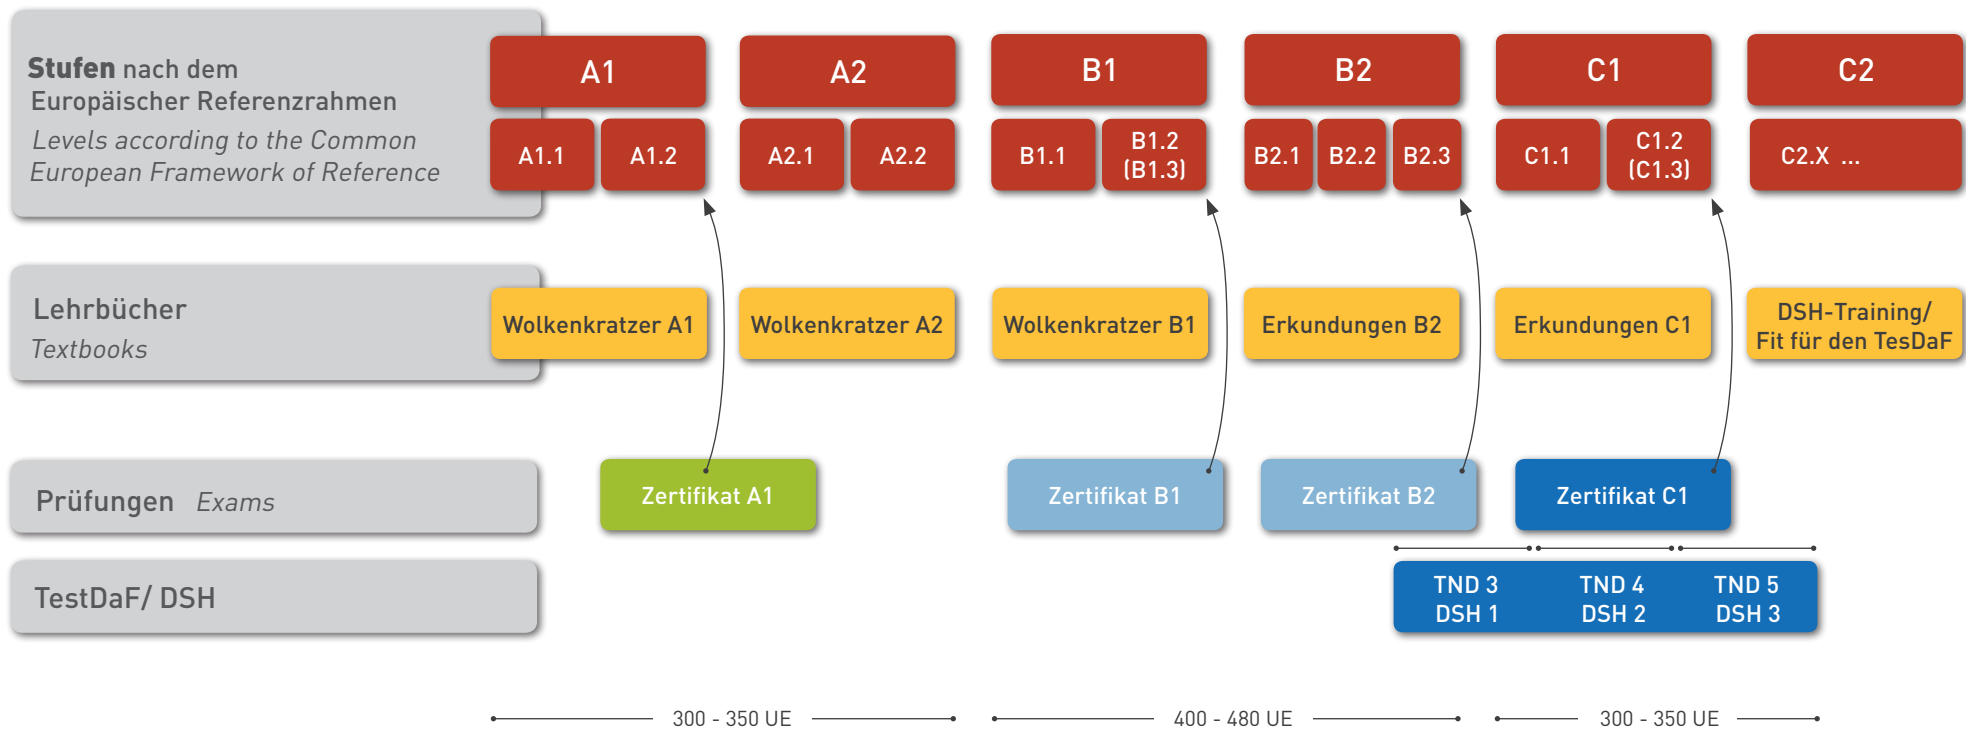 Stufen nach dem
Europäischer Referenzrahmen
Levels according to the Common
European Framework of Reference
A1
A2
B1
B2
C1
C2
A1.1
A1.2
A2.1
A2.2
B1.1
B1.2
(B1.3)
B2.1
B2.2
B2.3
C1.1
C1.2
(C1.3)
C2.X ...
Lehrbücher
Textbooks
Wolkenkratzer A1
Wolkenkratzer A2
Wolkenkratzer B1
Erkundungen B2
Erkundungen C1
DSH-Training/
Fit für den TesDaF
Prüfungen Exams
Zertifikat A1
Zertifikat B1
Zertifikat B2
Zertifikat C1
TestDaF/ DSH
TND 3
DSH 1
TND 4
DSH 2
TND 5
DSH 3
300 - 350 UE
400 - 480 UE
300 - 350 UE